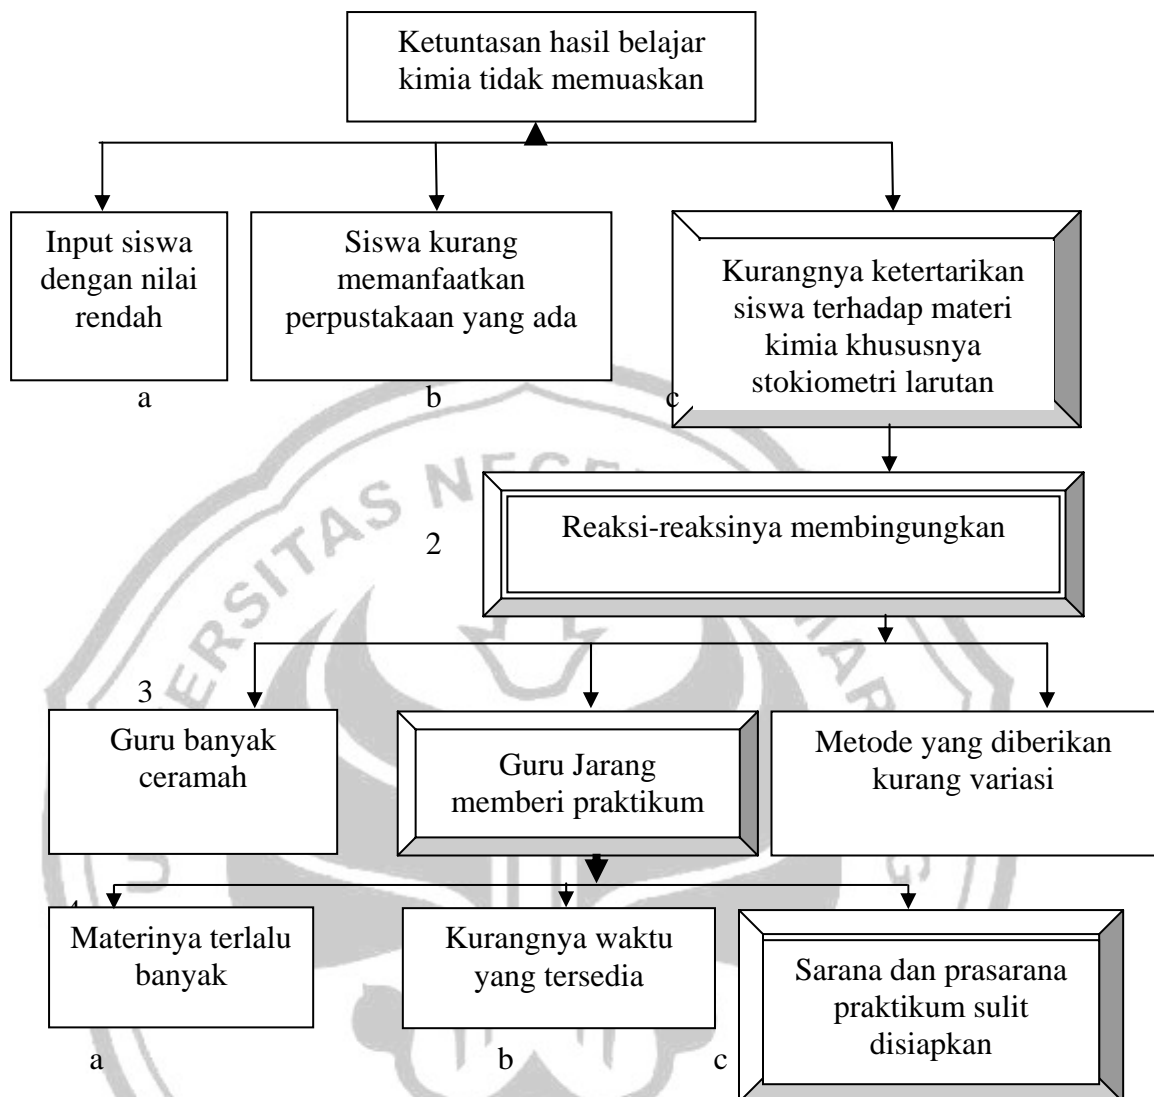 Ketuntasan hasil belajar
kimia tidak memuaskan
Input siswa
dengan nilai
rendah
a
Siswa kurang
memanfaatkan
perpustakaan yang ada
b
Kurangnya ketertarikan
siswa terhadap materi
kimia khususnya
stokiometri larutan
c
2
Reaksi-reaksinya membingungkan
3
Guru banyak
ceramah
Guru Jarang
memberi praktikum
Metode yang diberikan
kurang variasi
Materinya terlalu
banyak
a
Kurangnya waktu
yang tersedia
b
Sarana dan prasarana
praktikum sulit
disiapkan
c